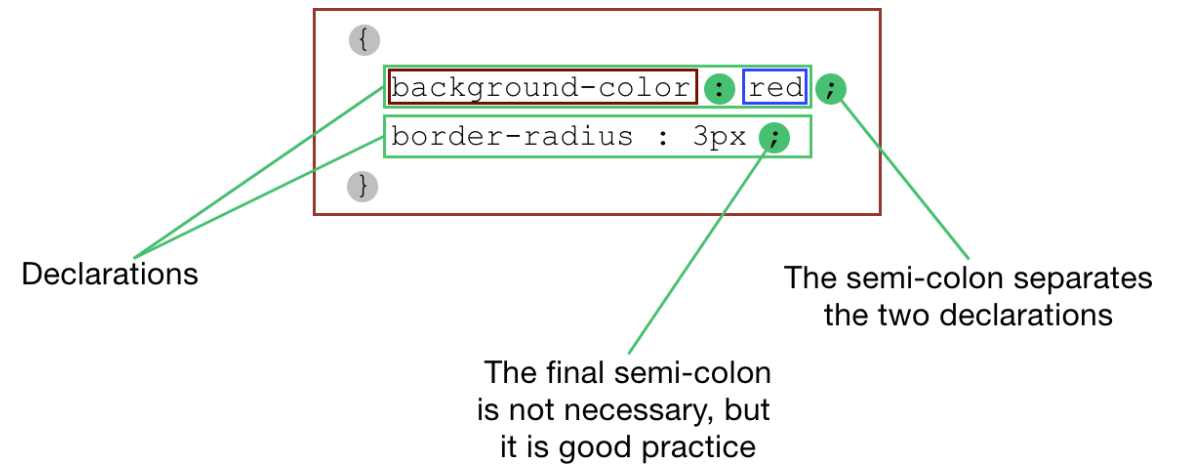 {
background-color : red ;
border-radius : 3px ;
}
Declarations
The semi-colon separates
the two declarations
The final semi-colon
is not necessary, but
it is good practice